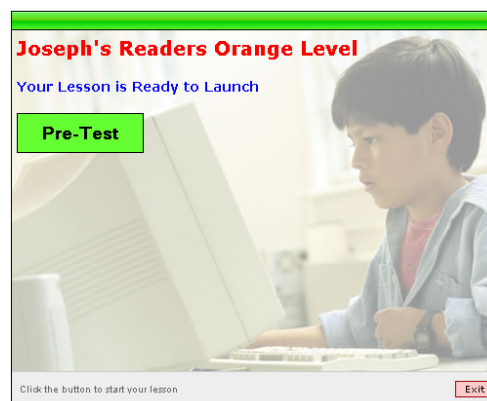 Joseph's Readers Orange Level
Your Lesson is Ready to Launch
Pre-Test
Click the button to start your lesson
Exit